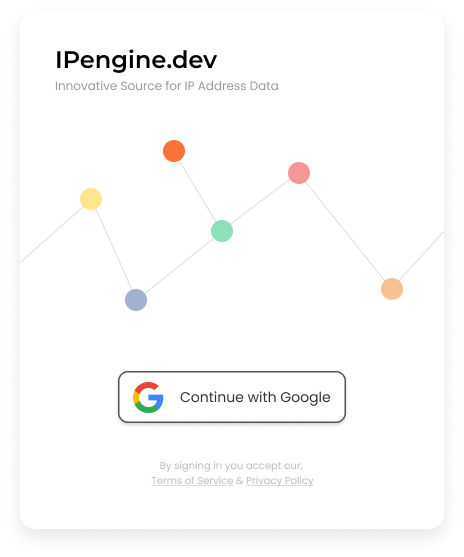 IPengine.dev
Innovative Source for IP Address Data
Continue with Google
By signing in you accept our,
Terms of Service & Privacy Policy